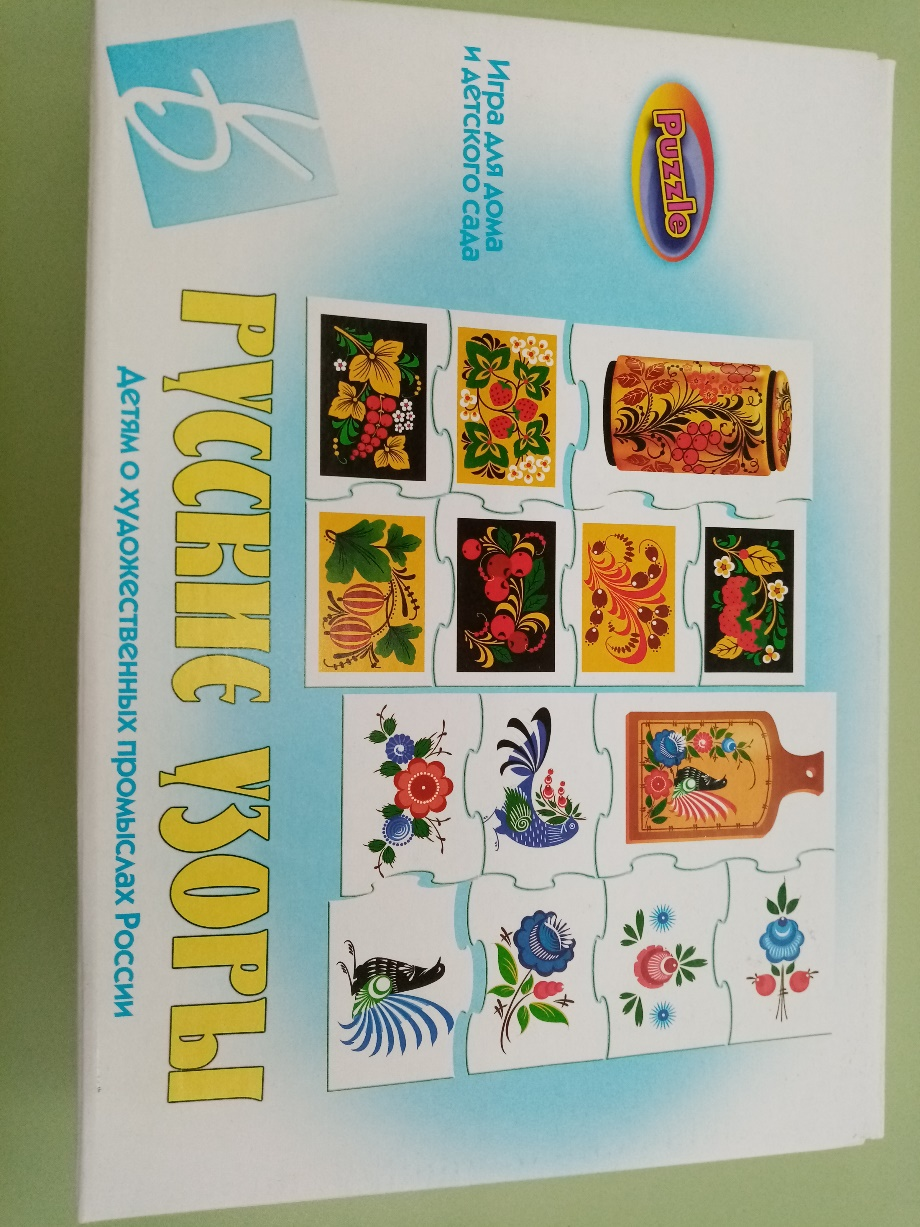 Puzzle
Игра для дома
и детского сада
РУССКИЕ УЗОРЫ
Детям о художественных промыслах России